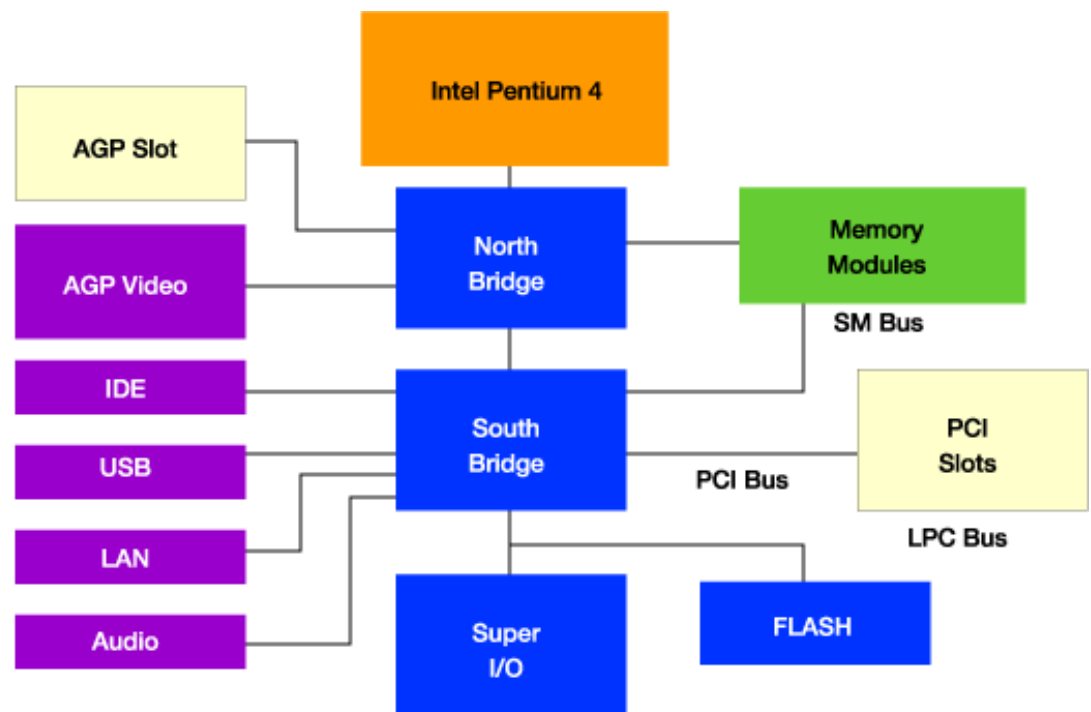 Intel Pentium 4
AGP Slot
North
Bridge
Memory
Modules
AGP Video
SM Bus
IDE
South
Bridge
PCI
Slots
USB
PCI Bus
LPC Bus
LAN
Audio
Super
I/O
FLASH